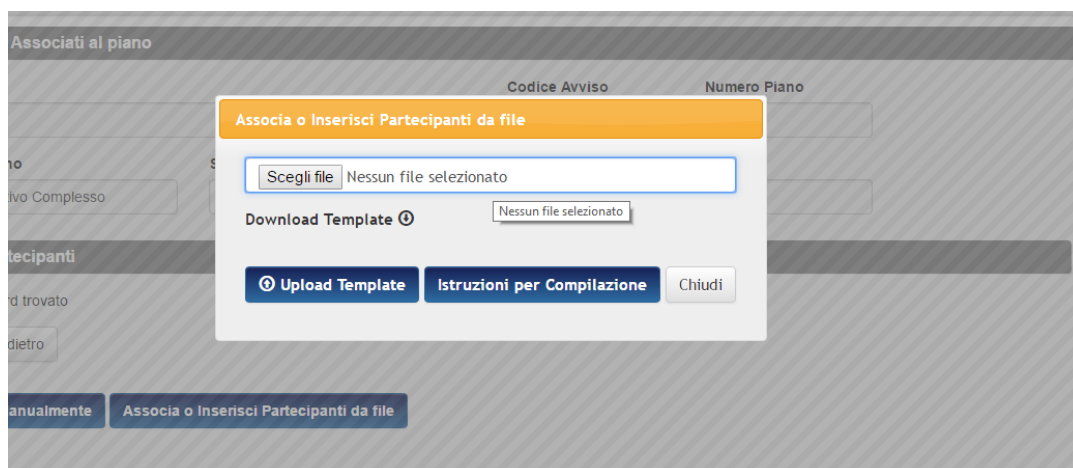 Associati al piano
Codice Avviso Numero Piano
Associa o Inserisci Partecipanti da file
Scegli file Nessun file selezionato
ivo Complesso
Nessun file selezionato
Download Template
tecipanti
Upload Template Istruzioni per Compilazione Chiudi
rd trovato
dietro
anualmente Associa o Inserisci Partecipanti da file